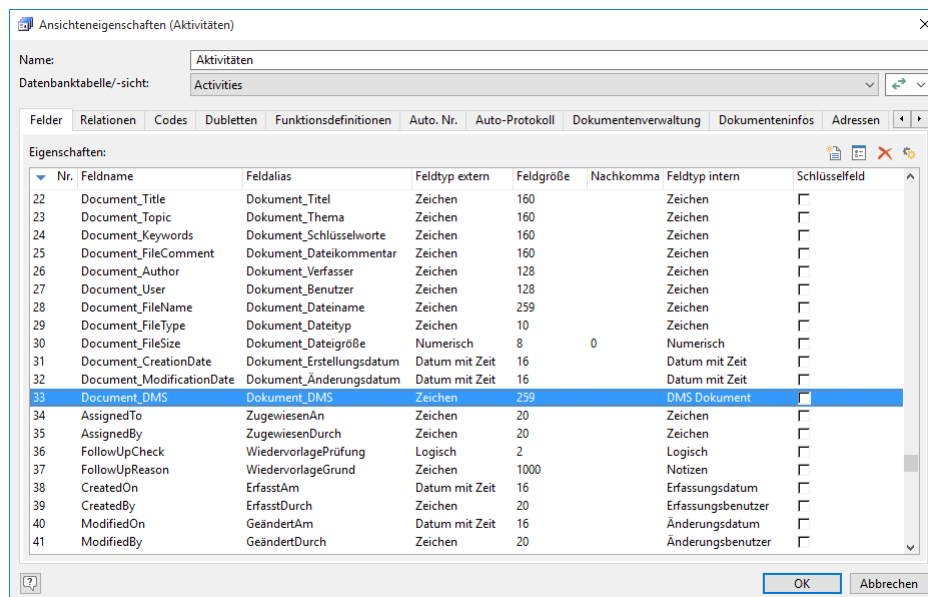 Ansichteneigenschaften (Aktivitäten)
Name: Aktivitäten
Datenbanktabelle/-sicht: Activities
Felder Relationen Codes Dubletten Funktionsdefinitionen Auto. Nr. Auto-Protokoll Dokumentenverwaltung Dokumenteninfos Adressen
Eigenschaften:
Nr. Feldname Feldalias Feldtyp extern Feldgröße Nachkomma Feldtyp intern Schlüsselfeld
22 Document_Title Dokument_Titel Zeichen 160 Zeichen
23 Document_Topic Dokument_Thema Zeichen 160 Zeichen
24 Document_Keywords Dokument_Schlüsselworte Zeichen 160 Zeichen
25 Document_FileComment Dokument_Dateikommentar Zeichen 160 Zeichen
26 Document_Author Dokument_Verfasser Zeichen 128 Zeichen
27 Document_User Dokument_Benutzer Zeichen 128 Zeichen
28 Document_FileName Dokument_Dateiname Zeichen 259 Zeichen
29 Document_FileType Dokument_Dateityp Zeichen 10 Zeichen
30 Document_FileSize Dokument_Dateigröße Numerisch 8 0 Numerisch
31 Document_CreationDate Dokument_Erstellungsdatum Datum mit Zeit 16 Datum mit Zeit
32 Document_ModificationDate Dokument_Änderungsdatum Datum mit Zeit 16 Datum mit Zeit
33 Document_DMS Dokument_DMS Zeichen 259 DMS Dokument
34 AssignedTo ZugewiesenAn Zeichen 20 Zeichen
35 AssignedBy ZugewiesenDurch Zeichen 20 Zeichen
36 FollowUpCheck WiedervorlagePrüfung Logisch 2 Logisch
37 FollowUpReason WiedervorlageGrund Zeichen 1000 Notizen
38 CreatedOn ErfasstAm Datum mit Zeit 16 Erfassungsdatum
39 CreatedBy ErfasstDurch Zeichen 20 Erfassungsbenutzer
40 ModifiedOn GeändertAm Datum mit Zeit 16 Änderungsdatum
41 ModifiedBy GeändertDurch Zeichen 20 Änderungsbenutzer
OK Abbrechen